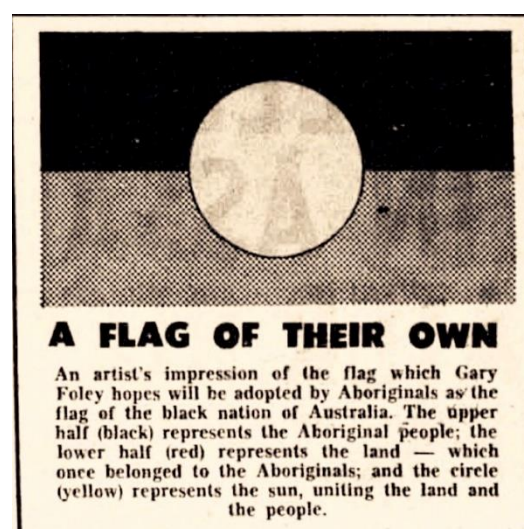 A FLAG OF THEIR OWN
An artist's impression of the flag which Gary
Foley hopes will be adopted by Aboriginals as the
flag of the black nation of Australia. The upper
half (black) represents the Aboriginal people; the
lower half (red) represents the land — which
once belonged to the Aboriginals; and the circle
(yellow) represents the sun, uniting the land and
the people.